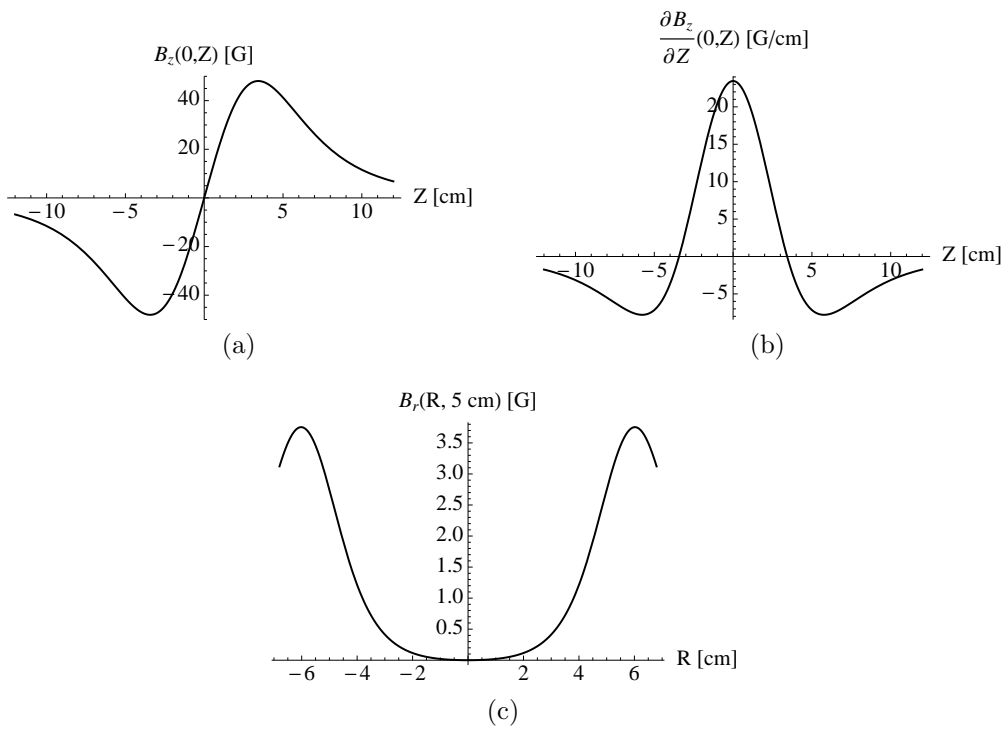 B_z(0,Z) [G]
40
20
−10 −5 5 10 Z [cm]
−20
−40
(a)
∂B_z/∂Z (0,Z) [G/cm]
20
15
10
5
−10 −5 5 10 Z [cm]
−5
(b)
B_r(R, 5 cm) [G]
3.5
3.0
2.5
2.0
1.5
1.0
0.5
−6 −4 −2 2 4 6 R [cm]
(c)